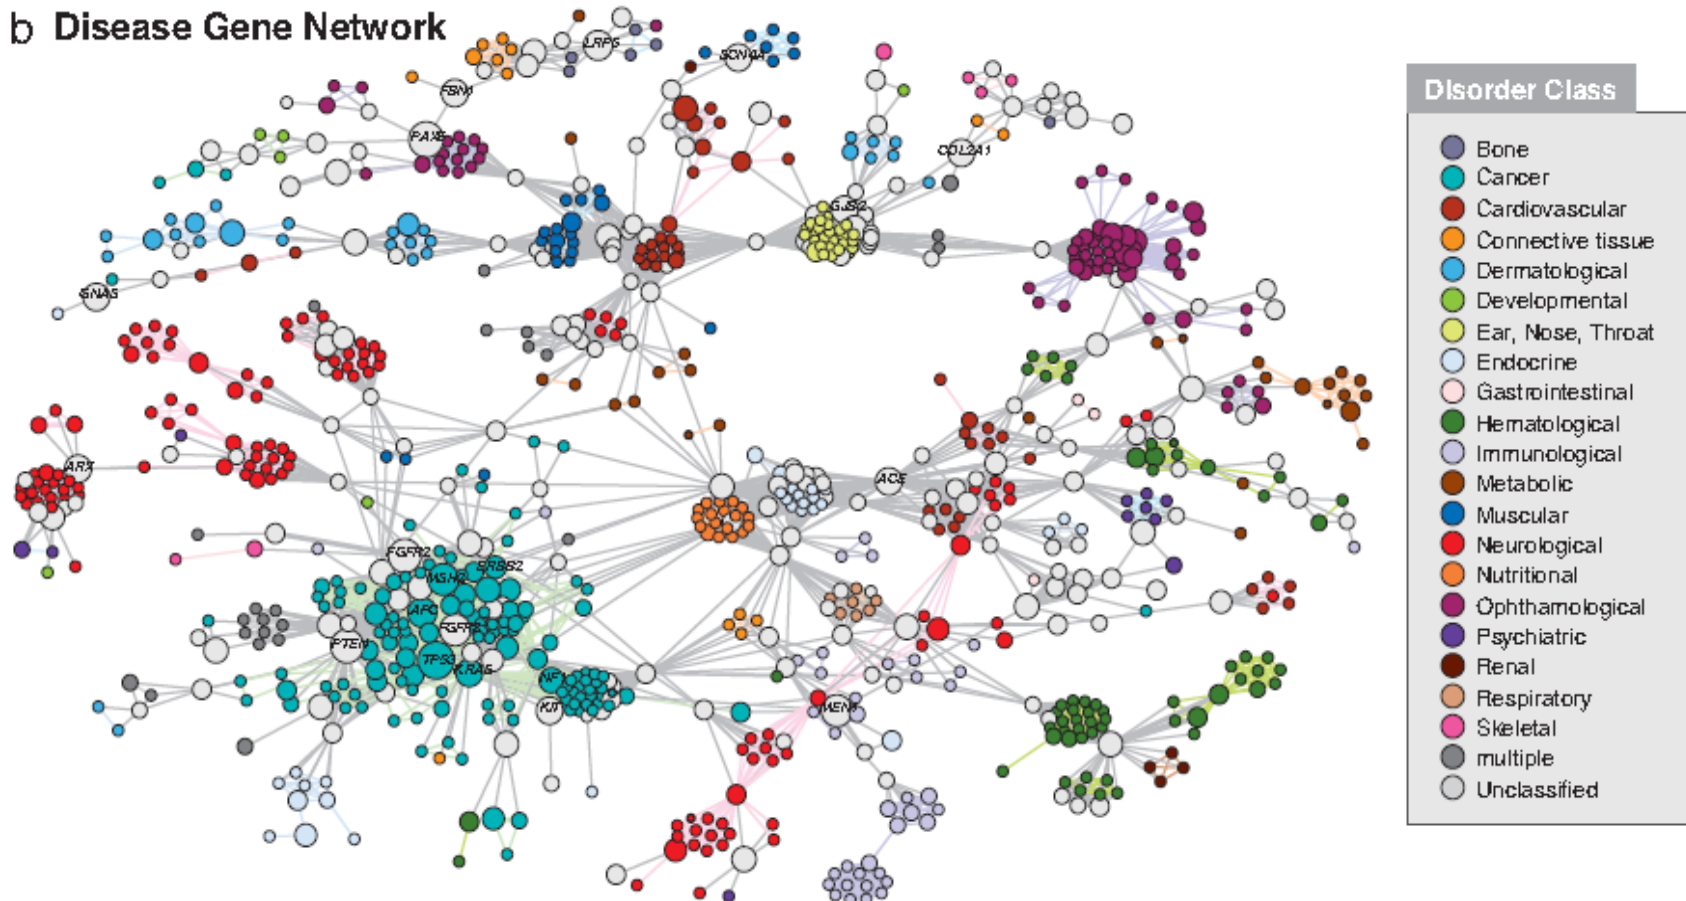 b Disease Gene Network
LRP5
SCN4A
FBN1
PAX6
COL2A1
GJB2
GNAS
ARX
ACE
FGFR2
ERBB2
MSH2
APC
FGFR3
PTEN
TP53
KRAS
NF1
KIT
MEN1
Disorder Class
Bone
Cancer
Cardiovascular
Connective tissue
Dermatological
Developmental
Ear, Nose, Throat
Endocrine
Gastrointestinal
Hematological
Immunological
Metabolic
Muscular
Neurological
Nutritional
Ophthamological
Psychiatric
Renal
Respiratory
Skeletal
multiple
Unclassified